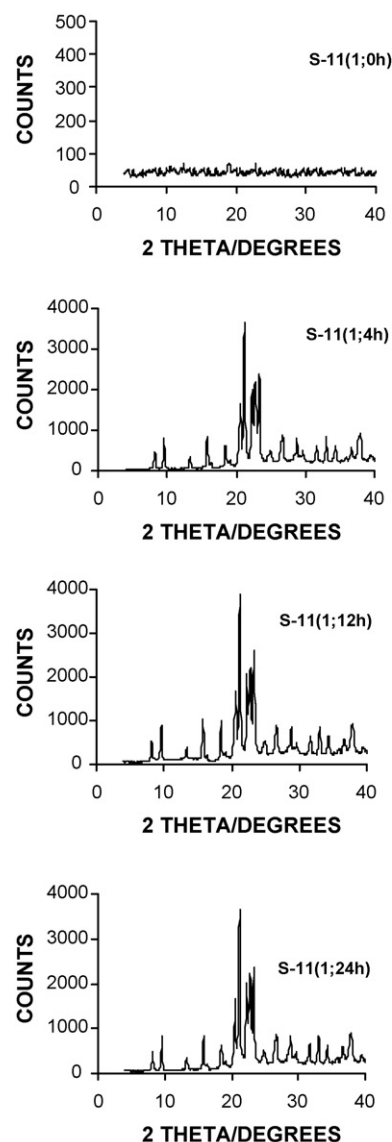 500
S-11(1;0h)
400
300
200
100
0
COUNTS
0 10 20 30 40
2 THETA/DEGREES
4000
S-11(1;4h)
3000
2000
1000
0
COUNTS
0 10 20 30 40
2 THETA/DEGREES
4000
S-11(1;12h)
3000
2000
1000
0
COUNTS
0 10 20 30 40
2 THETA/DEGREES
4000
S-11(1;24h)
3000
2000
1000
0
COUNTS
0 10 20 30 40
2 THETA/DEGREES